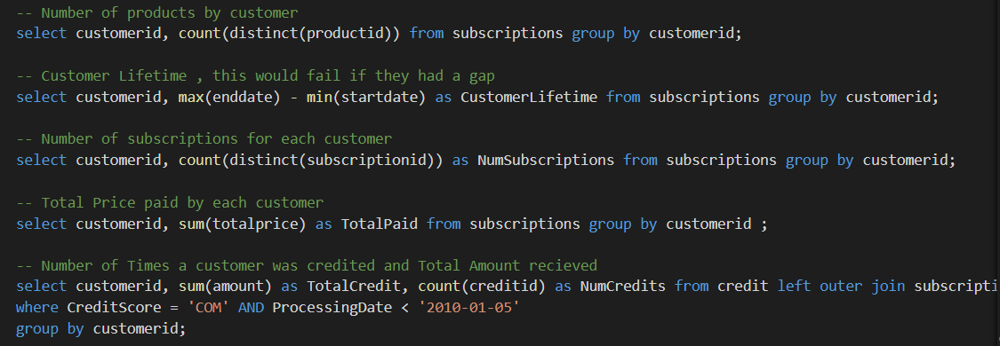 -- Number of products by customer
select customerid, count(distinct(productid)) from subscriptions group by customerid;
-- Customer Lifetime , this would fail if they had a gap
select customerid, max(enddate) - min(startdate) as CustomerLifetime from subscriptions group by customerid;
-- Number of subscriptions for each customer
select customerid, count(distinct(subscriptionid)) as NumSubscriptions from subscriptions group by customerid;
-- Total Price paid by each customer
select customerid, sum(totalprice) as TotalPaid from subscriptions group by customerid ;
-- Number of Times a customer was credited and Total Amount recieved
select customerid, sum(amount) as TotalCredit, count(creditid) as NumCredits from credit left outer join subscripti
where CreditScore = 'COM' AND ProcessingDate < '2010-01-05'
group by customerid;